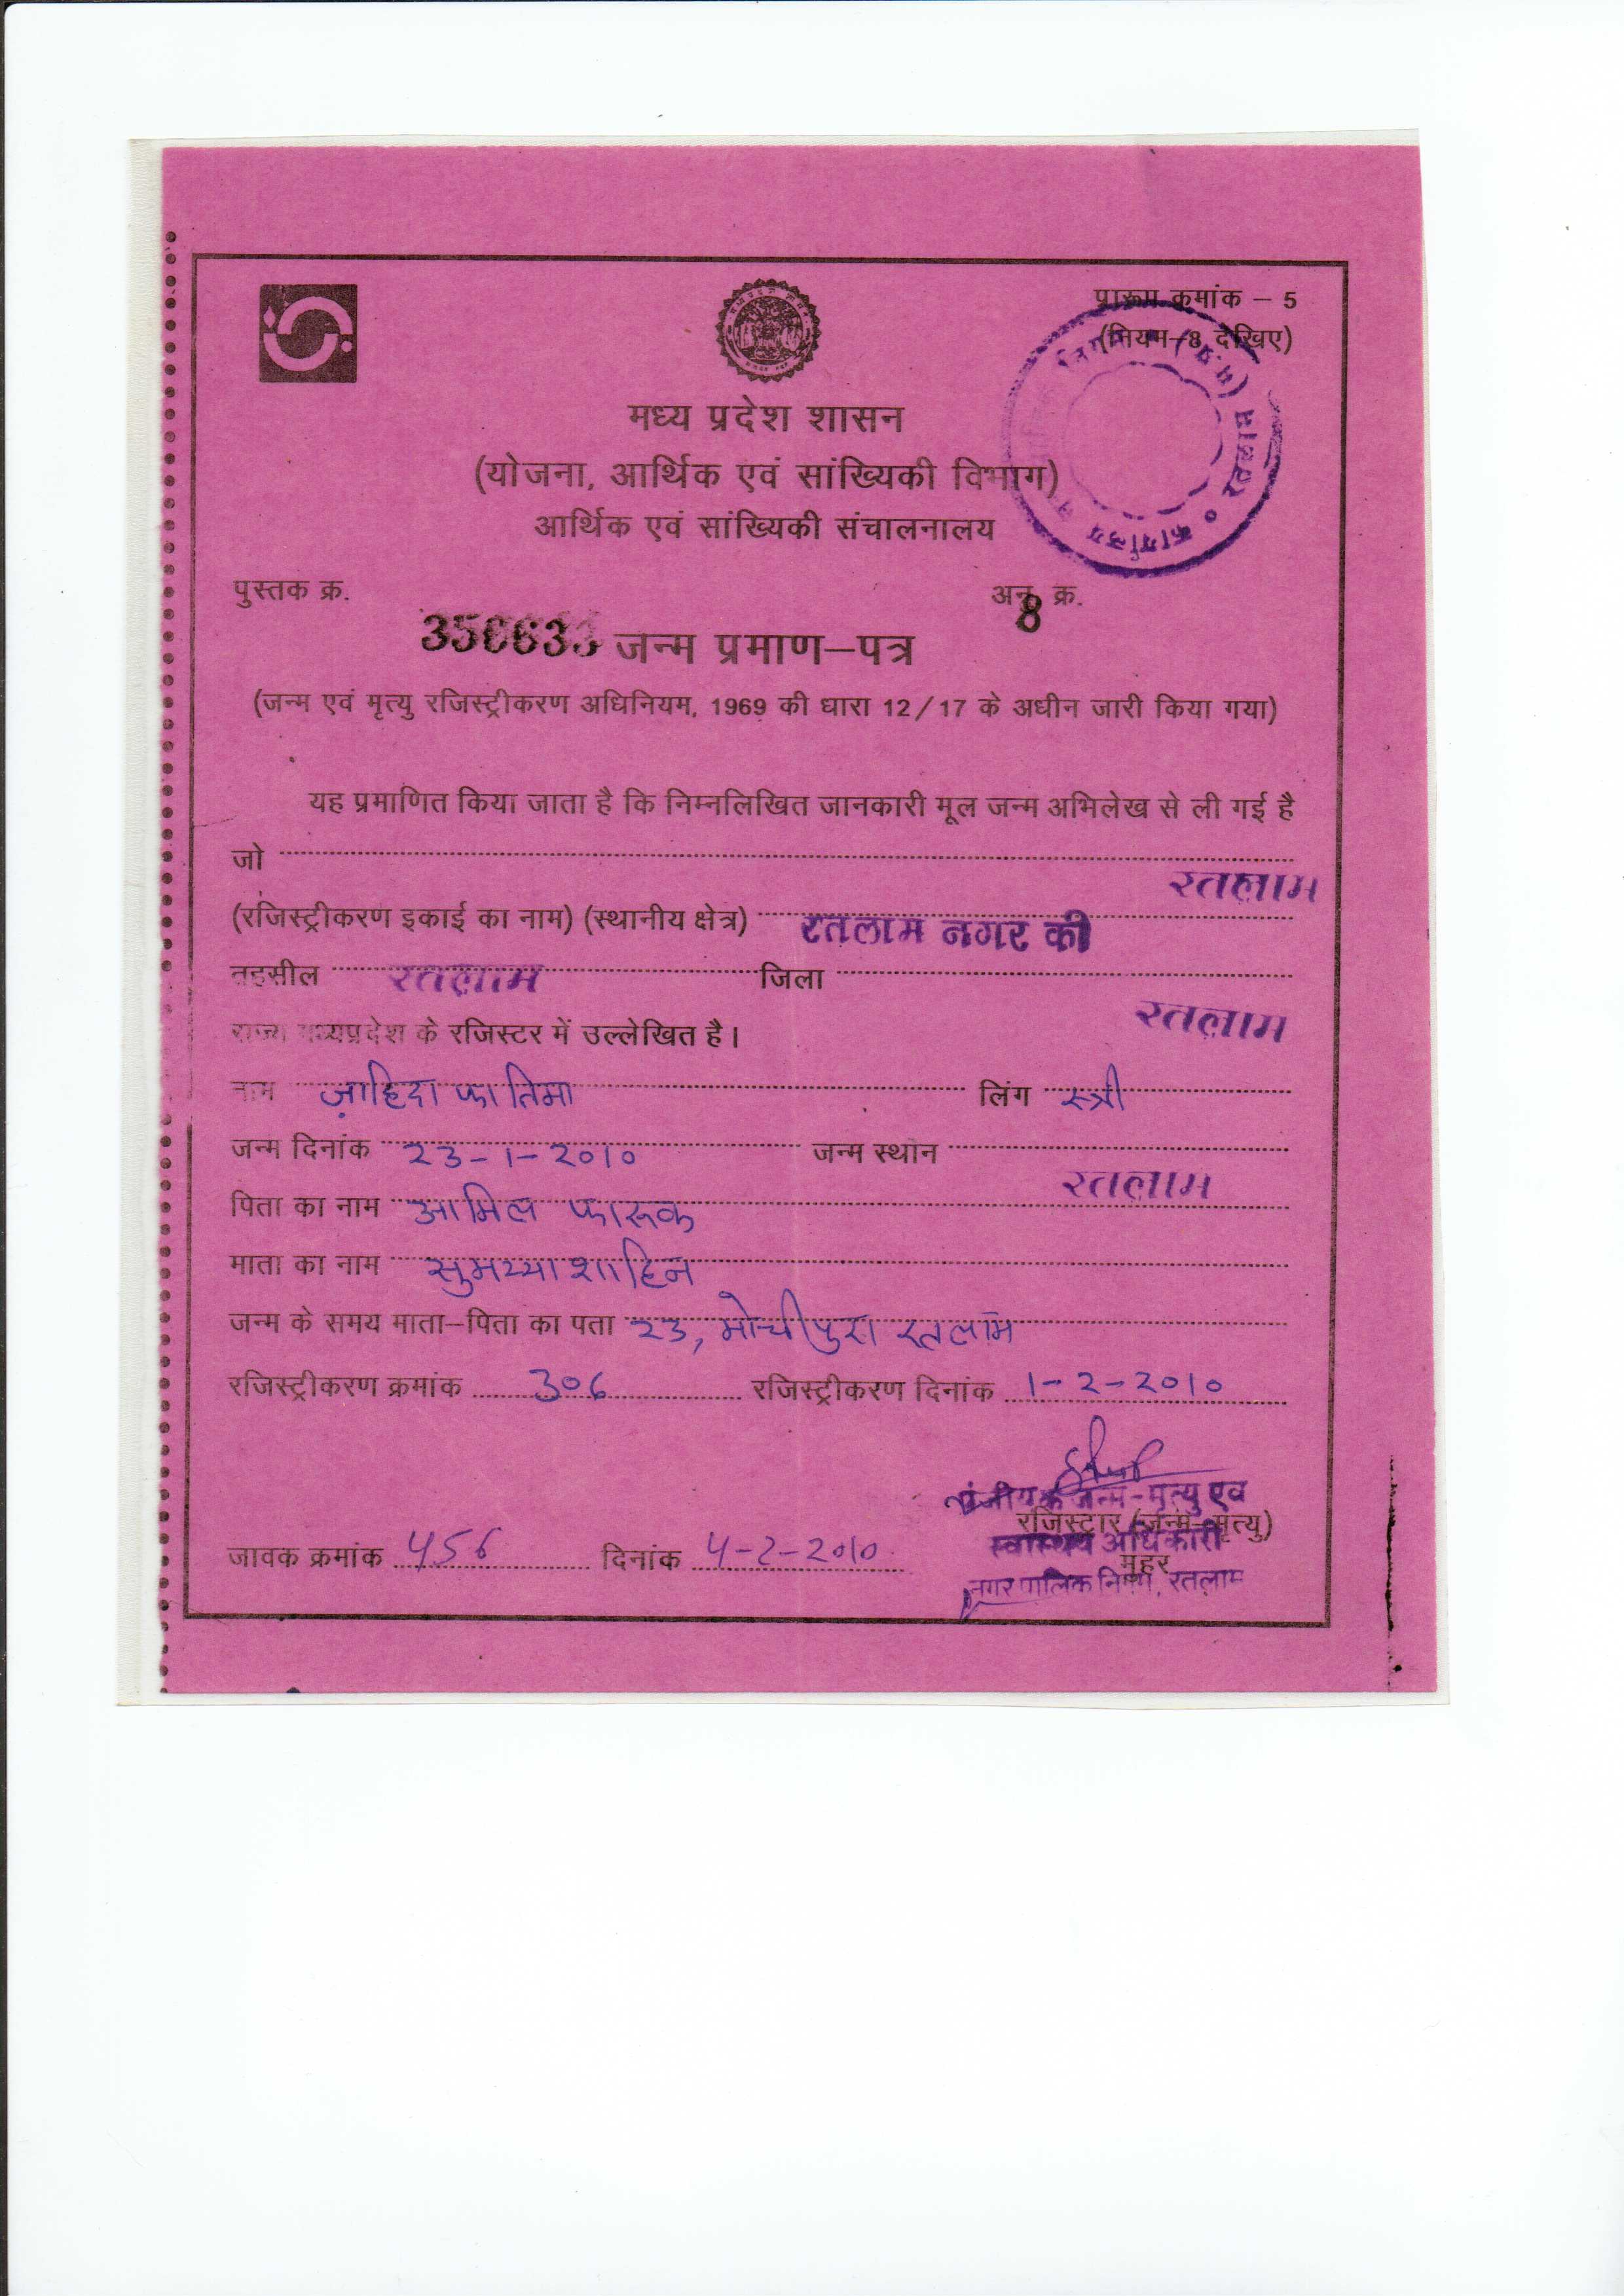 प्रारूप क्रमांक – 5
(नियम–8 देखिए)
मध्य प्रदेश शासन
(योजना, आर्थिक एवं सांख्यिकी विभाग)
आर्थिक एवं सांख्यिकी संचालनालय
कार्यालय रतलाम (म.प्र.)
पुस्तक क्र. अनु. क्र.
8
जन्म प्रमाण–पत्र
(जन्म एवं मृत्यु रजिस्ट्रीकरण अधिनियम, 1969 की धारा 12/17 के अधीन जारी किया गया)
यह प्रमाणित किया जाता है कि निम्नलिखित जानकारी मूल जन्म अभिलेख से ली गई है
जो
रतलाम
(रजिस्ट्रीकरण इकाई का नाम) (स्थानीय क्षेत्र) रतलाम नगर की
तहसील रतलाम जिला
रतलाम
राज्य मध्यप्रदेश के रजिस्टर में उल्लेखित है।
नाम ज़ाहिदा फातिमा लिंग स्त्री
जन्म दिनांक 23-1-2010 जन्म स्थान
रतलाम
पिता का नाम आमिल फारूक
माता का नाम सुमय्या शाहिन
जन्म के समय माता–पिता का पता 23, मोचीपुरा रतलाम
रजिस्ट्रीकरण क्रमांक 306 रजिस्ट्रीकरण दिनांक 1-2-2010
पंजीयक जन्म-मृत्यु एवं
रजिस्ट्रार (जन्म–मृत्यु)
स्वास्थ्य अधिकारी
जावक क्रमांक 456 दिनांक 4-2-2010
मुहर
नगर पालिक निगम, रतलाम